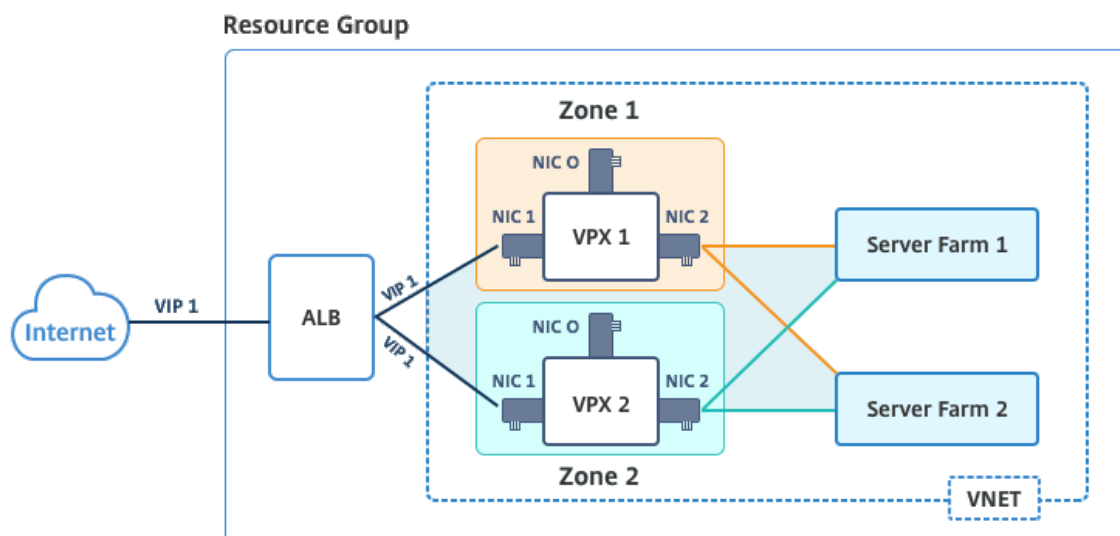 Resource Group
Zone 1
NIC O
NIC 1
NIC 2
VPX 1
Server Farm 1
VIP 1
ALB
VIP 1
Internet
VIP 1
NIC O
NIC 1
NIC 2
VPX 2
Server Farm 2
Zone 2
VNET